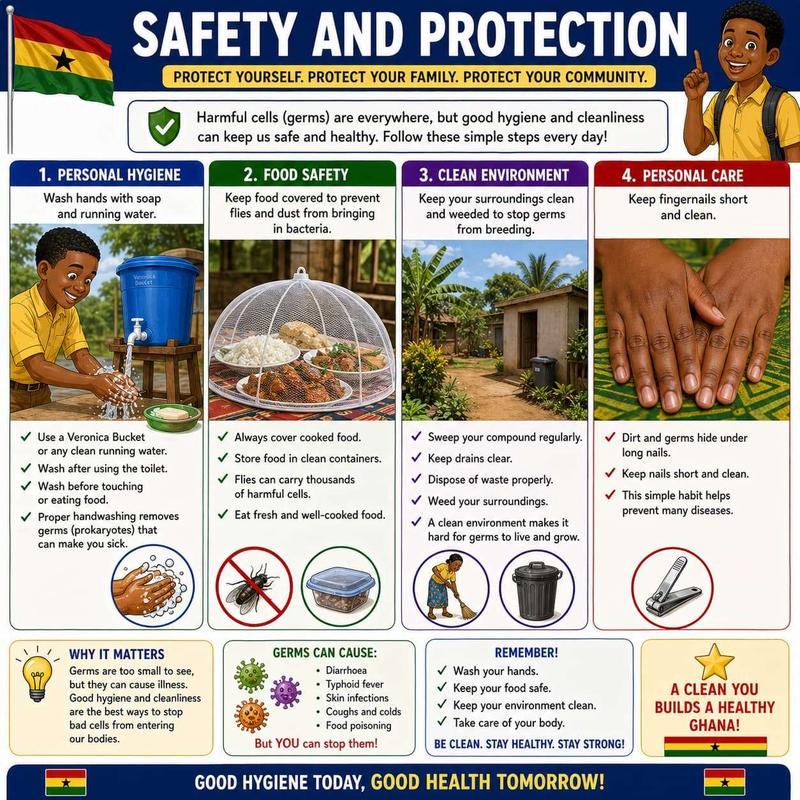 SAFETY AND PROTECTION
PROTECT YOURSELF. PROTECT YOUR FAMILY. PROTECT YOUR COMMUNITY.
Harmful cells (germs) are everywhere, but good hygiene and cleanliness
can keep us safe and healthy. Follow these simple steps every day!
1. PERSONAL HYGIENE
Wash hands with soap
and running water.
Veronica
✓ Use a Veronica Bucket
or any clean running water.
✓ Wash after using the toilet.
✓ Wash before touching
or eating food.
✓ Proper handwashing removes
germs (prokaryotes) that
can make you sick.
2. FOOD SAFETY
Keep food covered to prevent
flies and dust from bringing
in bacteria.
✓ Always cover cooked food.
✓ Store food in clean containers.
✓ Flies can carry thousands
of harmful cells.
✓ Eat fresh and well-cooked food.
3. CLEAN ENVIRONMENT
Keep your surroundings clean
and weeded to stop germs
from breeding.
✓ Sweep your compound regularly.
✓ Keep drains clear.
✓ Dispose of waste properly.
✓ Weed your surroundings.
✓ A clean environment makes it
hard for germs to live and grow.
4. PERSONAL CARE
Keep fingernails short
and clean.
✓ Dirt and germs hide under
long nails.
✓ Keep nails short and clean.
✓ This simple habit helps
prevent many diseases.
WHY IT MATTERS
Germs are too small to see,
but they can cause illness.
Good hygiene and cleanliness
are the best ways to stop
bad cells from entering
our bodies.
GERMS CAN CAUSE:
• Diarrhoea
• Typhoid fever
• Skin infections
• Coughs and colds
• Food poisoning
But YOU can stop them!
REMEMBER!
✓ Wash your hands.
✓ Keep your food safe.
✓ Keep your environment clean.
✓ Take care of your body.
BE CLEAN. STAY HEALTHY. STAY STRONG!
A CLEAN YOU
BUILDS A HEALTHY
GHANA!
GOOD HYGIENE TODAY, GOOD HEALTH TOMORROW!